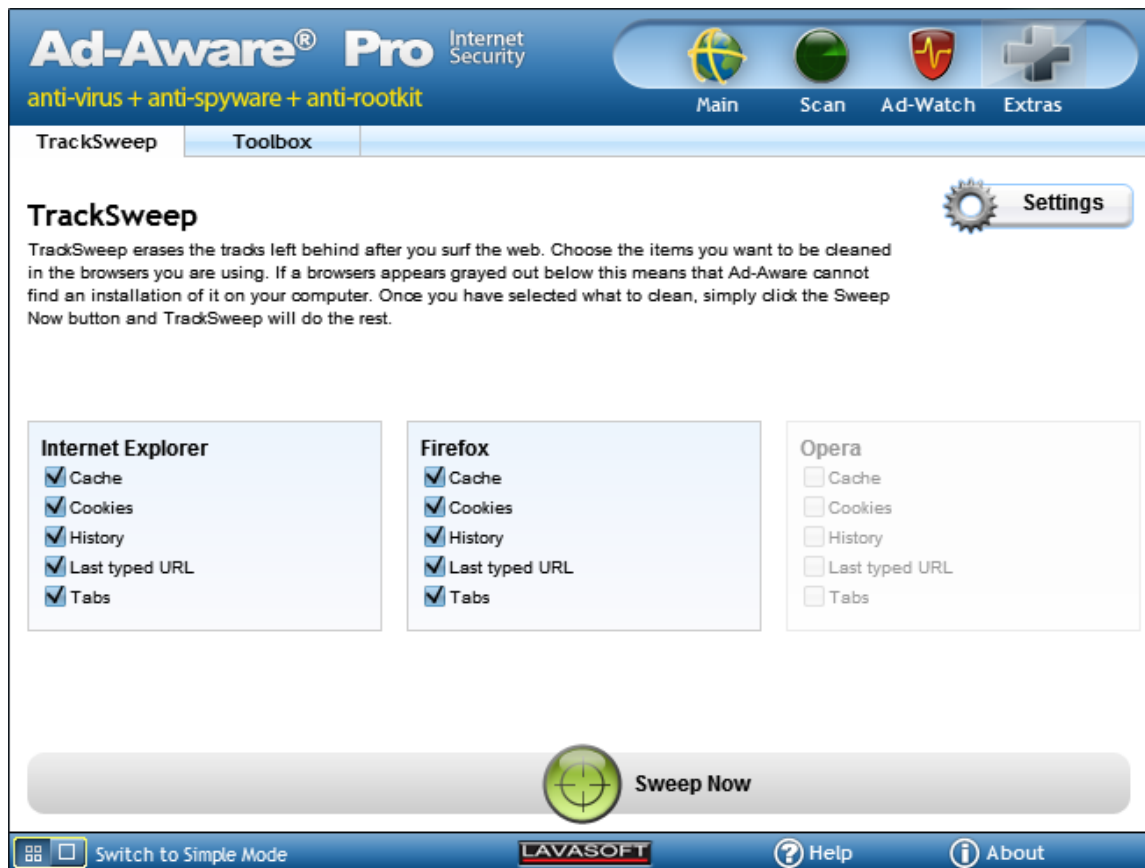 Ad-Aware® Pro Internet Security
anti-virus + anti-spyware + anti-rootkit
Main Scan Ad-Watch Extras
TrackSweep Toolbox
TrackSweep
Settings
TrackSweep erases the tracks left behind after you surf the web. Choose the items you want to be cleaned
in the browsers you are using. If a browsers appears grayed out below this means that Ad-Aware cannot
find an installation of it on your computer. Once you have selected what to clean, simply click the Sweep
Now button and TrackSweep will do the rest.
Internet Explorer
Cache
Cookies
History
Last typed URL
Tabs
Firefox
Cache
Cookies
History
Last typed URL
Tabs
Opera
Cache
Cookies
History
Last typed URL
Tabs
Sweep Now
Switch to Simple Mode
LAVASOFT
Help
About